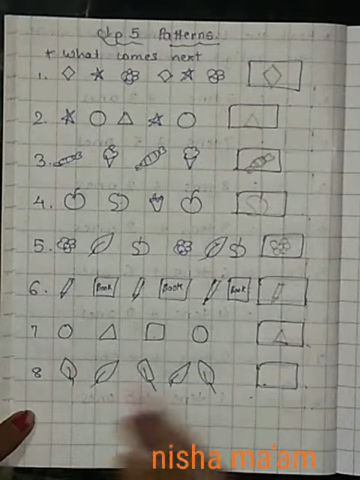 Chp 5 Patterns.
* What comes next
1.
2.
3.
4.
5.
6. Book Book Book
7
8
nisha ma'am